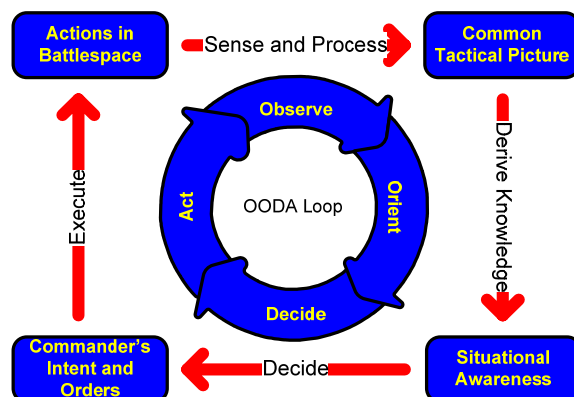 Actions in
Battlespace
Sense and Process
Common
Tactical Picture
Observe
Orient
Derive Knowledge
Execute
Act
OODA Loop
Decide
Commander's
Intent and
Orders
Decide
Situational
Awareness